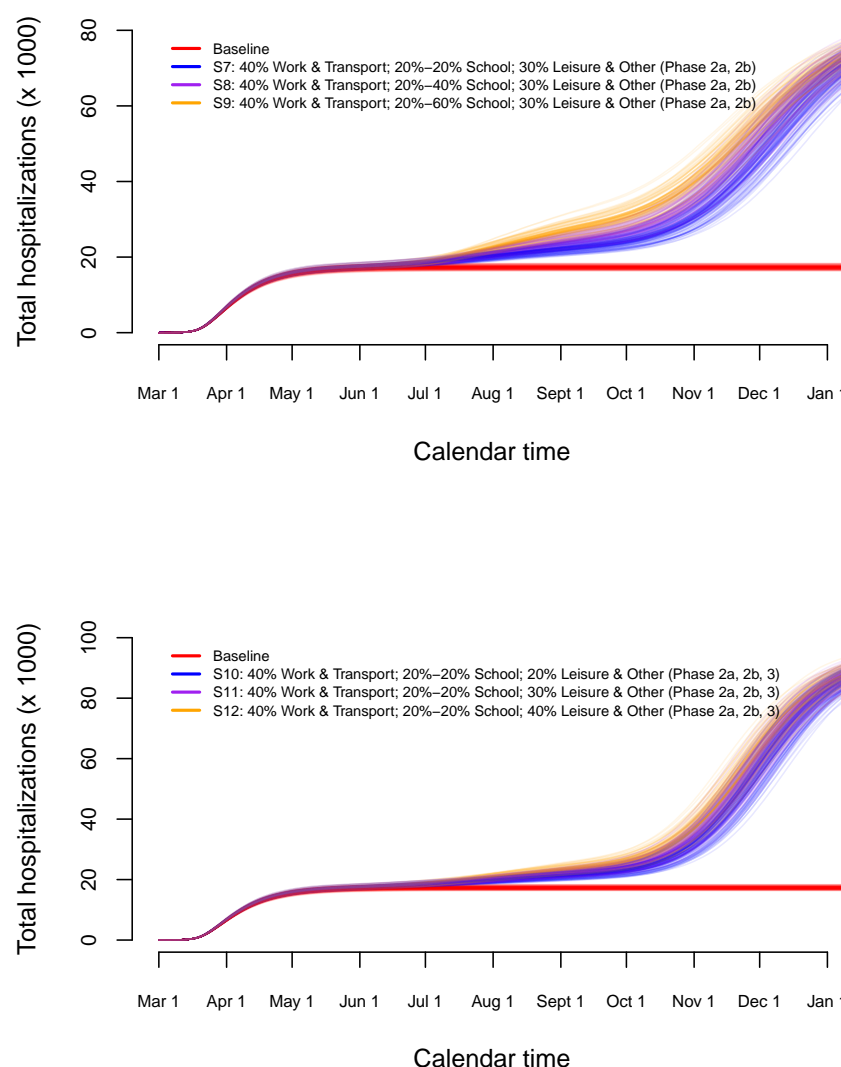 Total hospitalizations (x 1000)
80
60
40
20
0
Baseline
S7: 40% Work & Transport; 20%−20% School; 30% Leisure & Other (Phase 2a, 2b)
S8: 40% Work & Transport; 20%−40% School; 30% Leisure & Other (Phase 2a, 2b)
S9: 40% Work & Transport; 20%−60% School; 30% Leisure & Other (Phase 2a, 2b)
Mar 1 Apr 1 May 1 Jun 1 Jul 1 Aug 1 Sept 1 Oct 1 Nov 1 Dec 1 Jan 1
Calendar time
Total hospitalizations (x 1000)
100
80
60
40
20
0
Baseline
S10: 40% Work & Transport; 20%−20% School; 20% Leisure & Other (Phase 2a, 2b, 3)
S11: 40% Work & Transport; 20%−20% School; 30% Leisure & Other (Phase 2a, 2b, 3)
S12: 40% Work & Transport; 20%−20% School; 40% Leisure & Other (Phase 2a, 2b, 3)
Mar 1 Apr 1 May 1 Jun 1 Jul 1 Aug 1 Sept 1 Oct 1 Nov 1 Dec 1 Jan 1
Calendar time